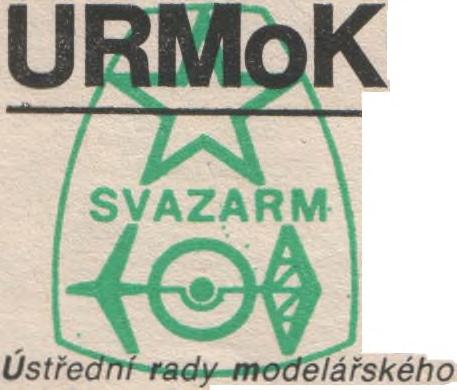 URMoK
SVAZARM
Ústřední rady modelářského